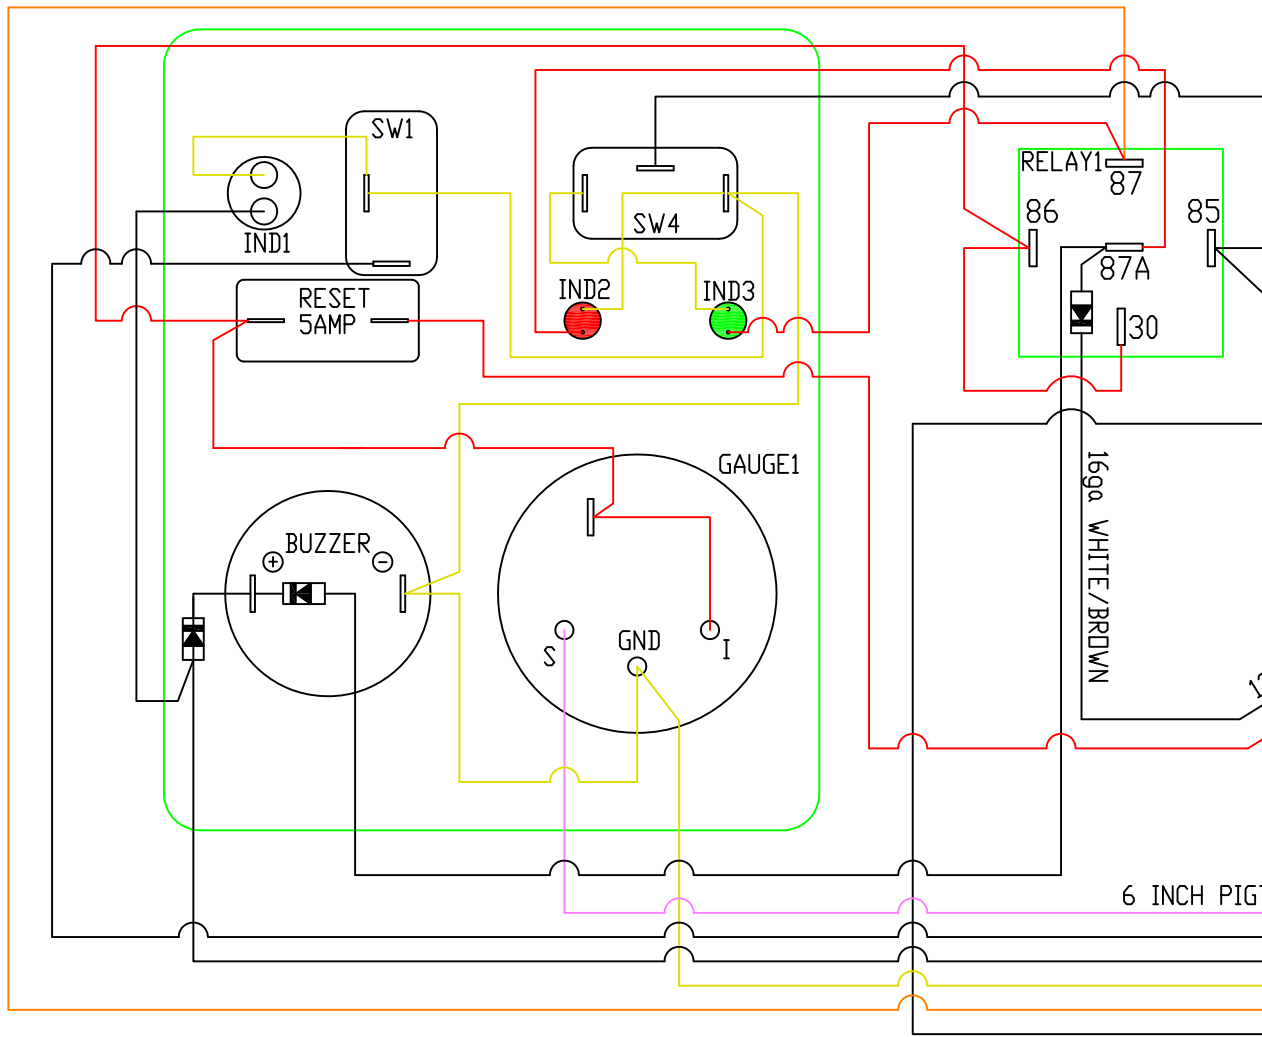 SW1
IND1
SW4
RELAY1
87
86
85
87A
30
RESET
5AMP
IND2
IND3
GAUGE1
BUZZER
+
-
S
GND
I
16ga WHITE/BROWN
6 INCH